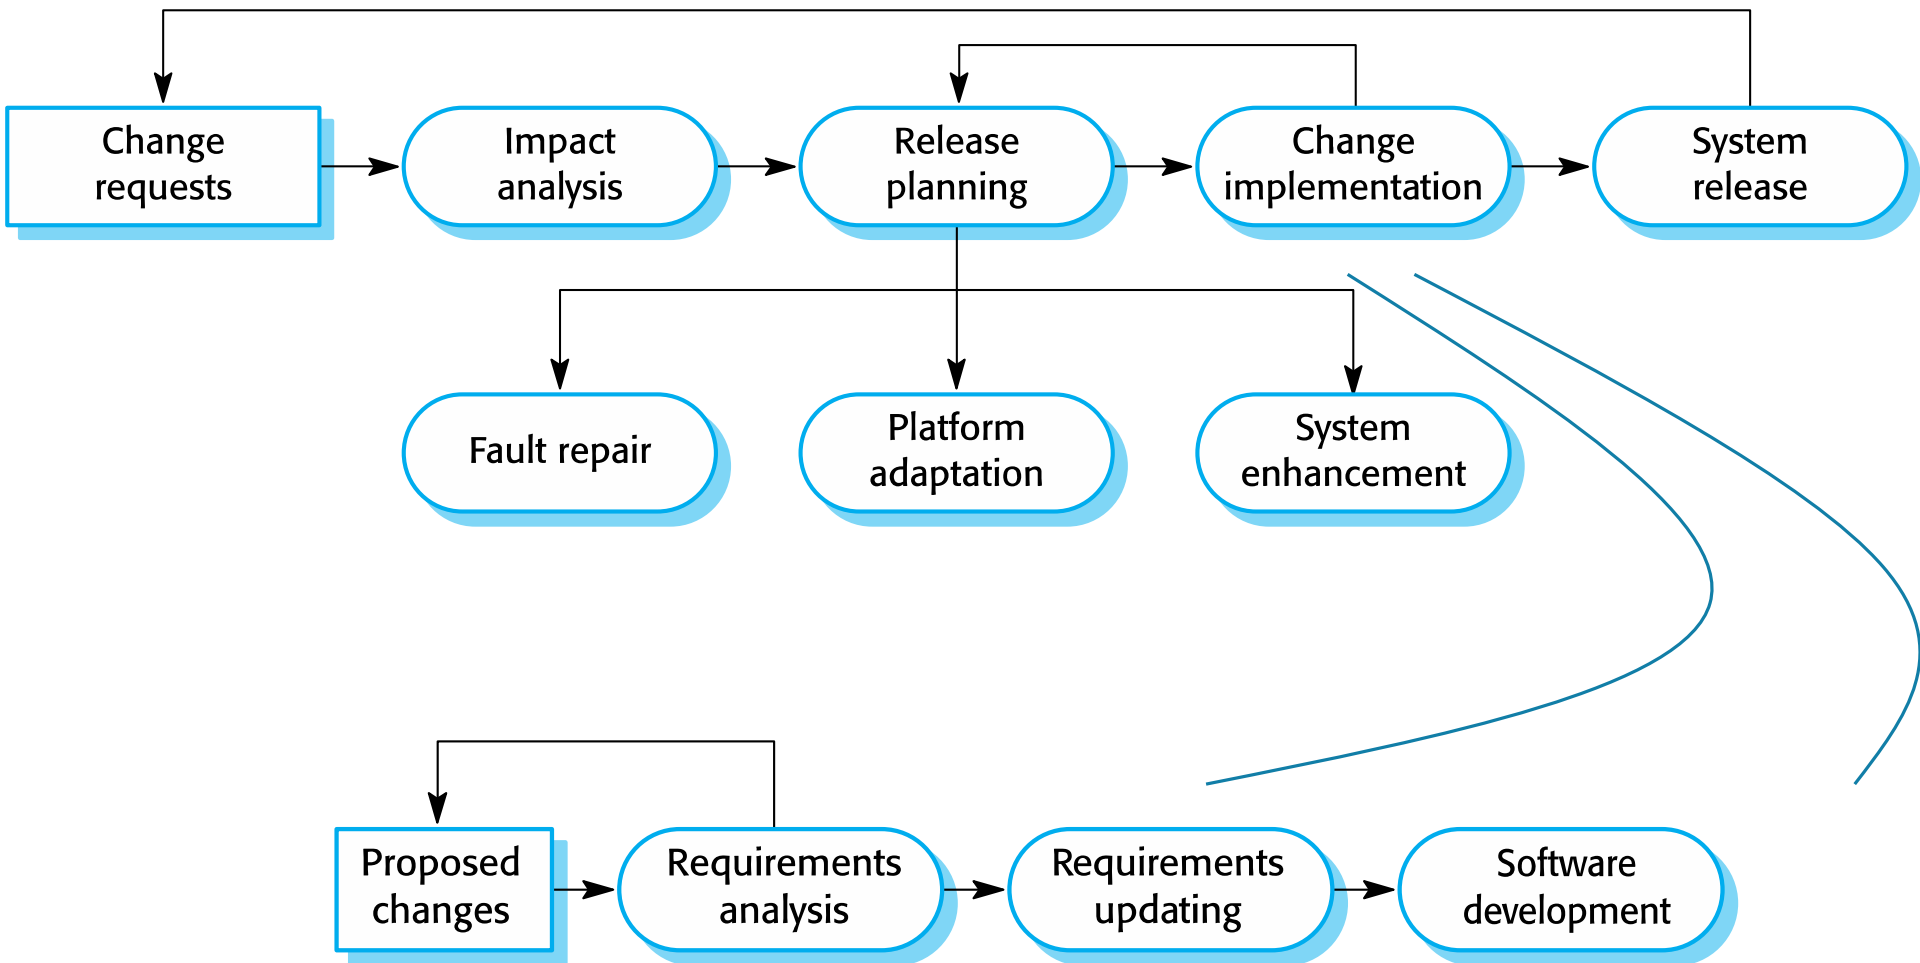 Change
requests
Impact
analysis
Release
planning
Change
implementation
System
release
Fault repair
Platform
adaptation
System
enhancement
Proposed
changes
Requirements
analysis
Requirements
updating
Software
development